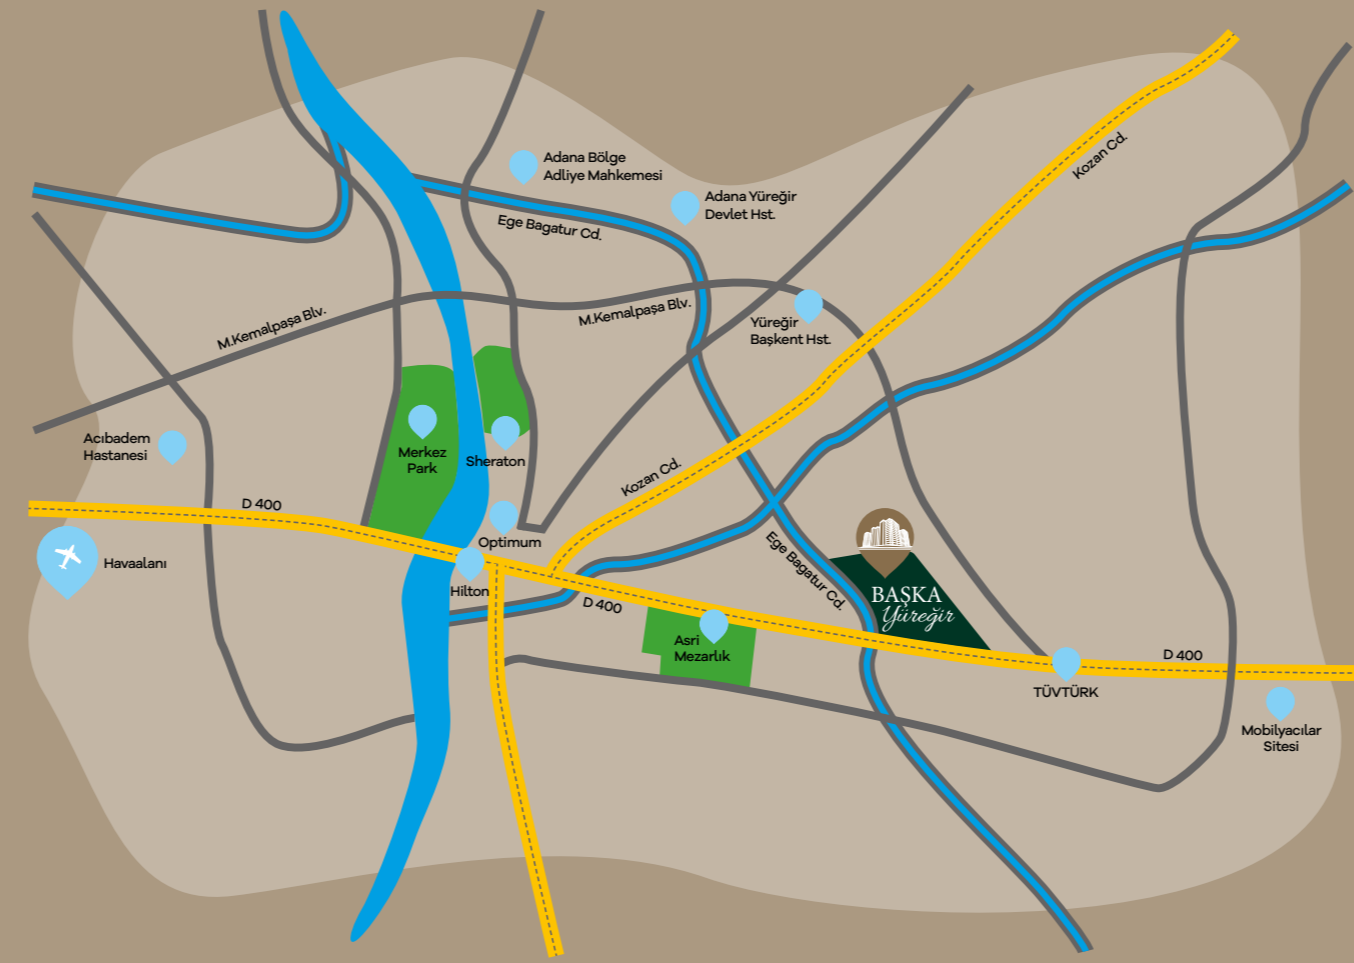 Kozan Cd.
Adana Bölge
Adliye Mahkemesi
Adana Yüreğir
Devlet Hst.
Ege Bagatur Cd.
M.Kemalpaşa Blv.
M.Kemalpaşa Blv.
Yüreğir
Başkent Hst.
Acıbadem
Hastanesi
Merkez
Park
Sheraton
Kozan Cd.
D 400
Optimum
Havaalanı
Hilton
D 400
Ege Bagatur Cd.
BAŞKA
Yüreğir
Asri
Mezarlık
D 400
TÜVTÜRK
Mobilyacılar
Sitesi